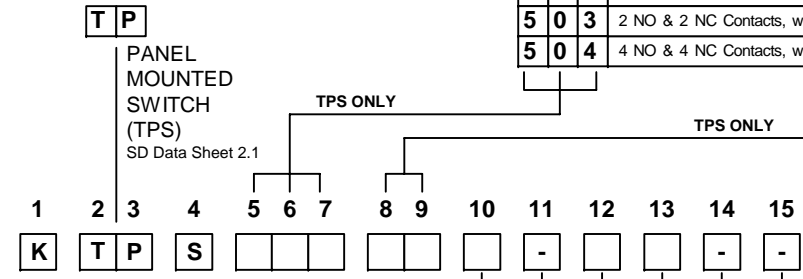 T P
5 0 3 2 NO & 2 NC Contacts, w
5 0 4 4 NO & 4 NC Contacts, w
PANEL
MOUNTED
SWITCH
(TPS)
SD Data Sheet 2.1
TPS ONLY
TPS ONLY
1 2 3 4 5 6 7 8 9 10 11 12 13 14 15
K T P S - - -